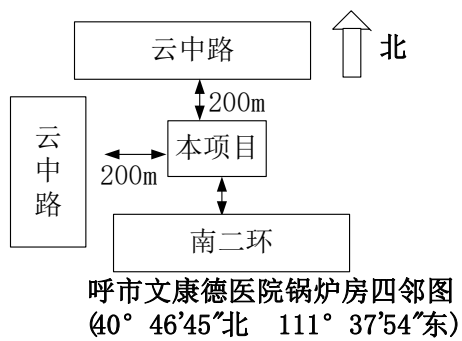 云中路
北
200m
云中路
本项目
200m
南二环
呼市文康德医院锅炉房四邻图
(40°46'45"北 111°37'54"东)